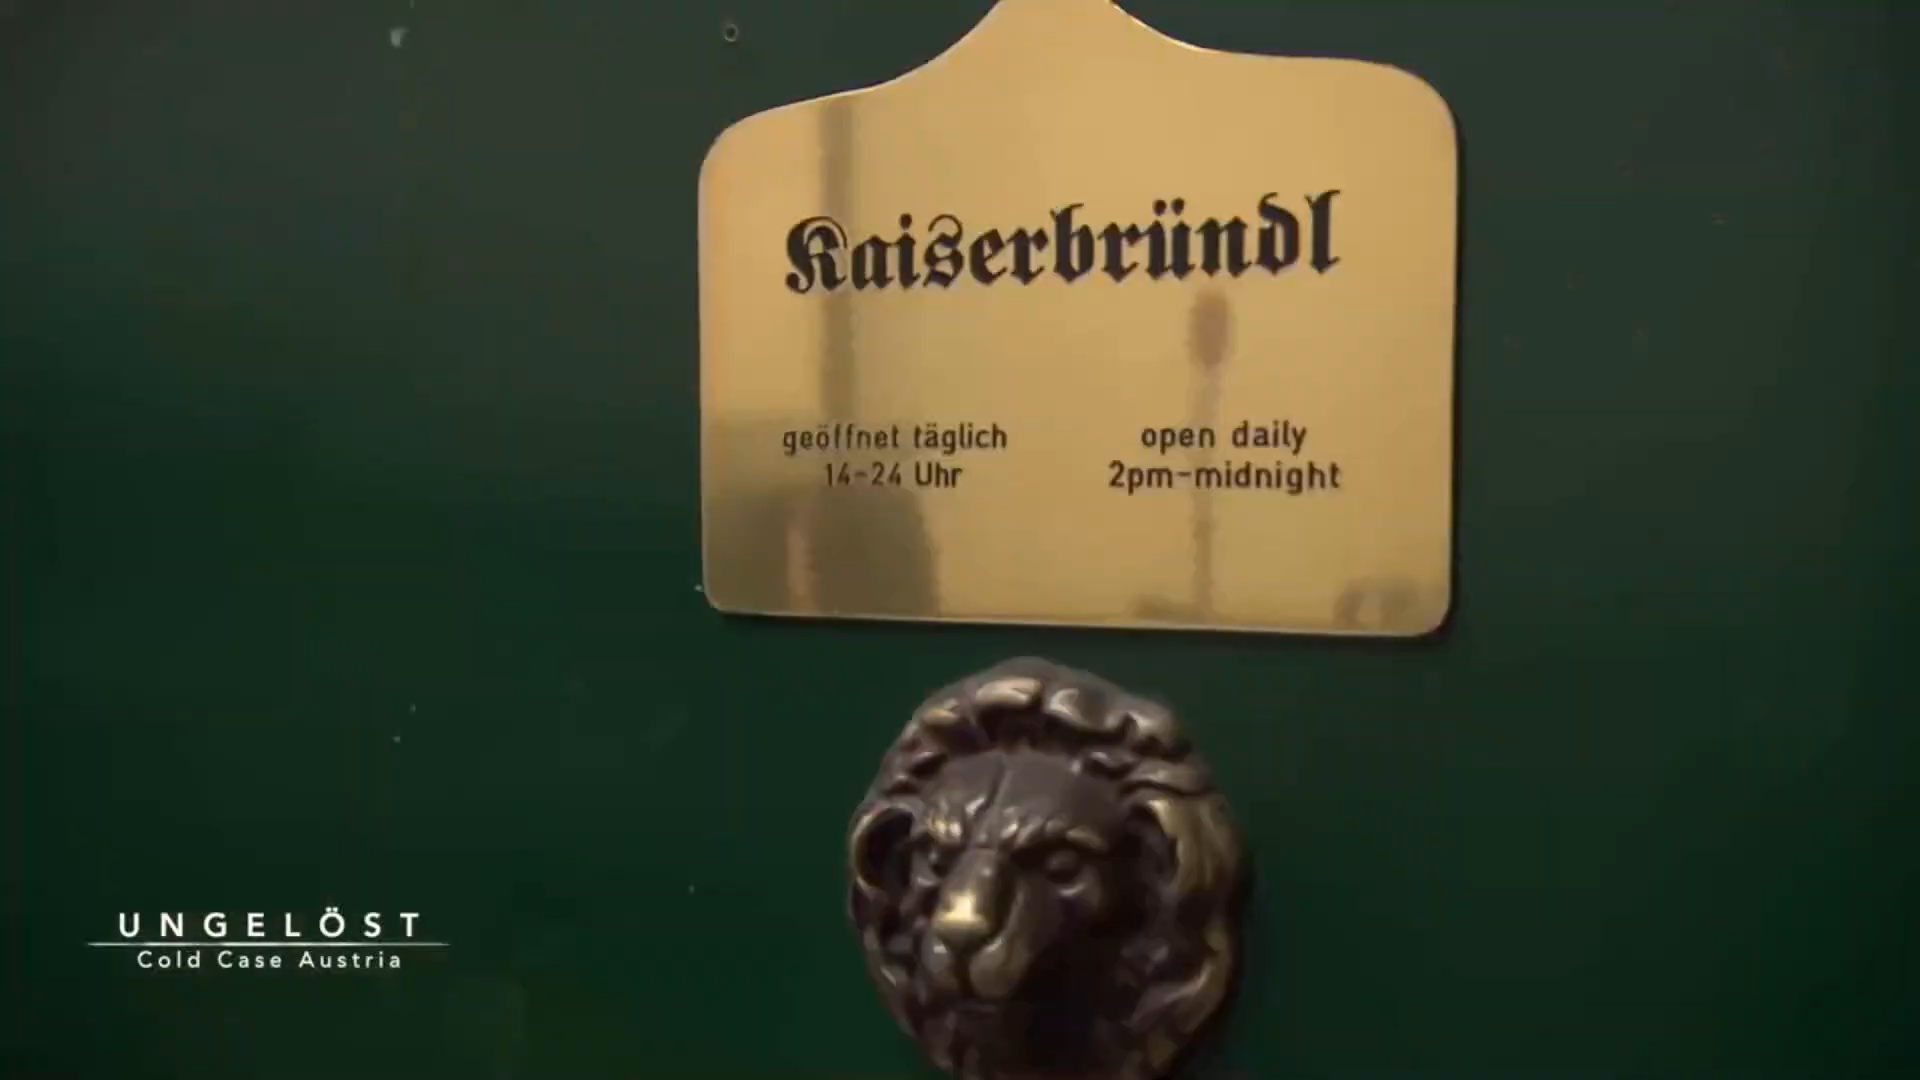 Kaiserbründl
geöffnet täglich
14-24 Uhr
open daily
2pm-midnight
UNGELÖST
Cold Case Austria